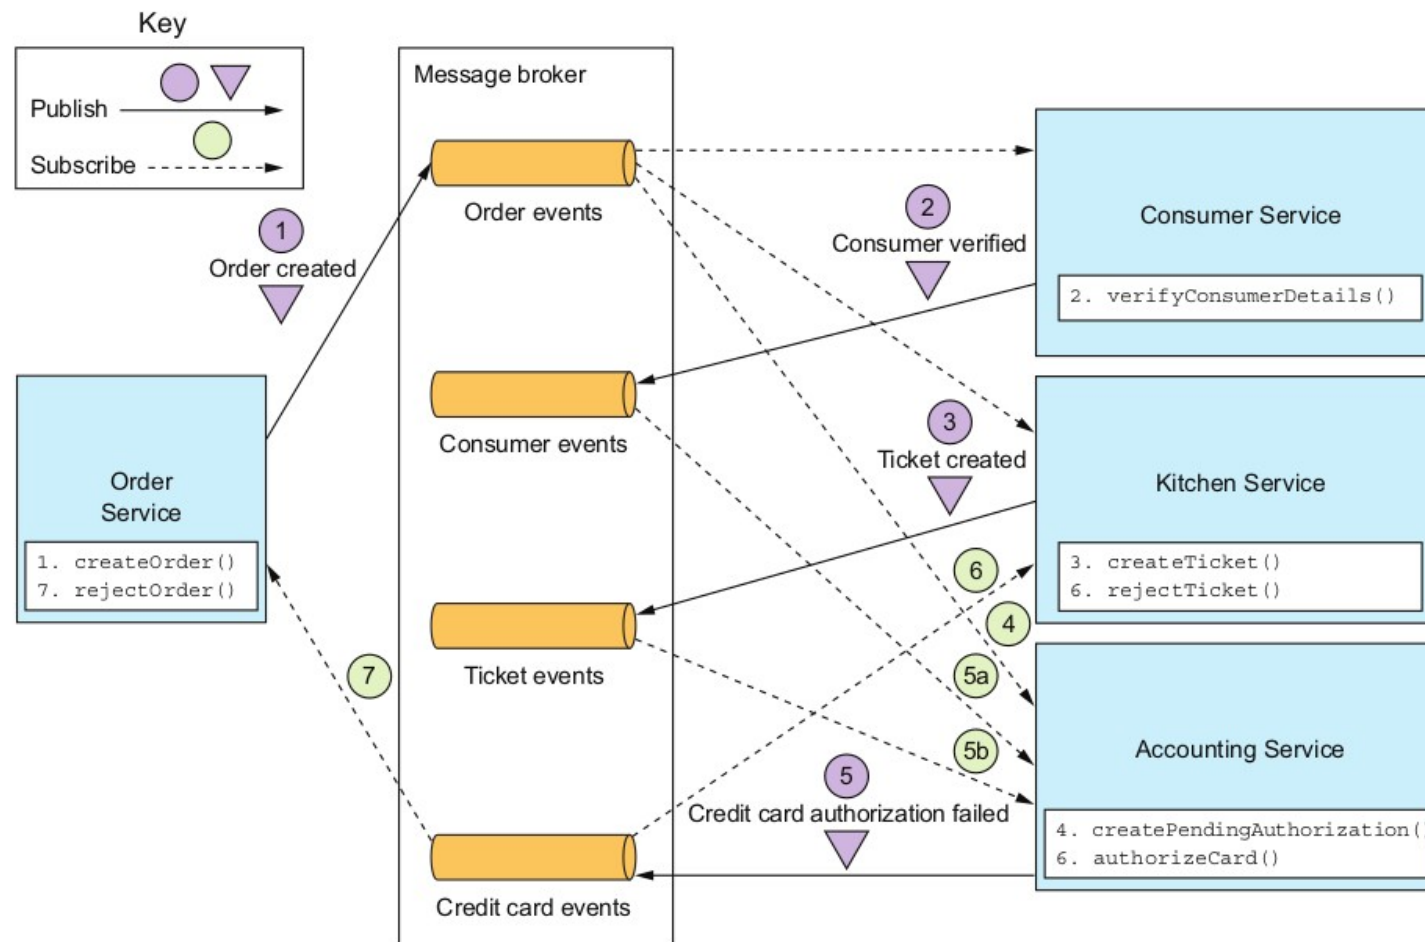 Key
Publish
Subscribe
Message broker
Order events
1
Order created
2
Consumer verified
Consumer Service
2. verifyConsumerDetails()
Consumer events
3
Ticket created
Kitchen Service
3. createTicket()
6. rejectTicket()
Order
Service
1. createOrder()
7. rejectOrder()
6
4
Ticket events
7
5a
5b
5
Credit card authorization failed
Accounting Service
4. createPendingAuthorization(
6. authorizeCard()
Credit card events